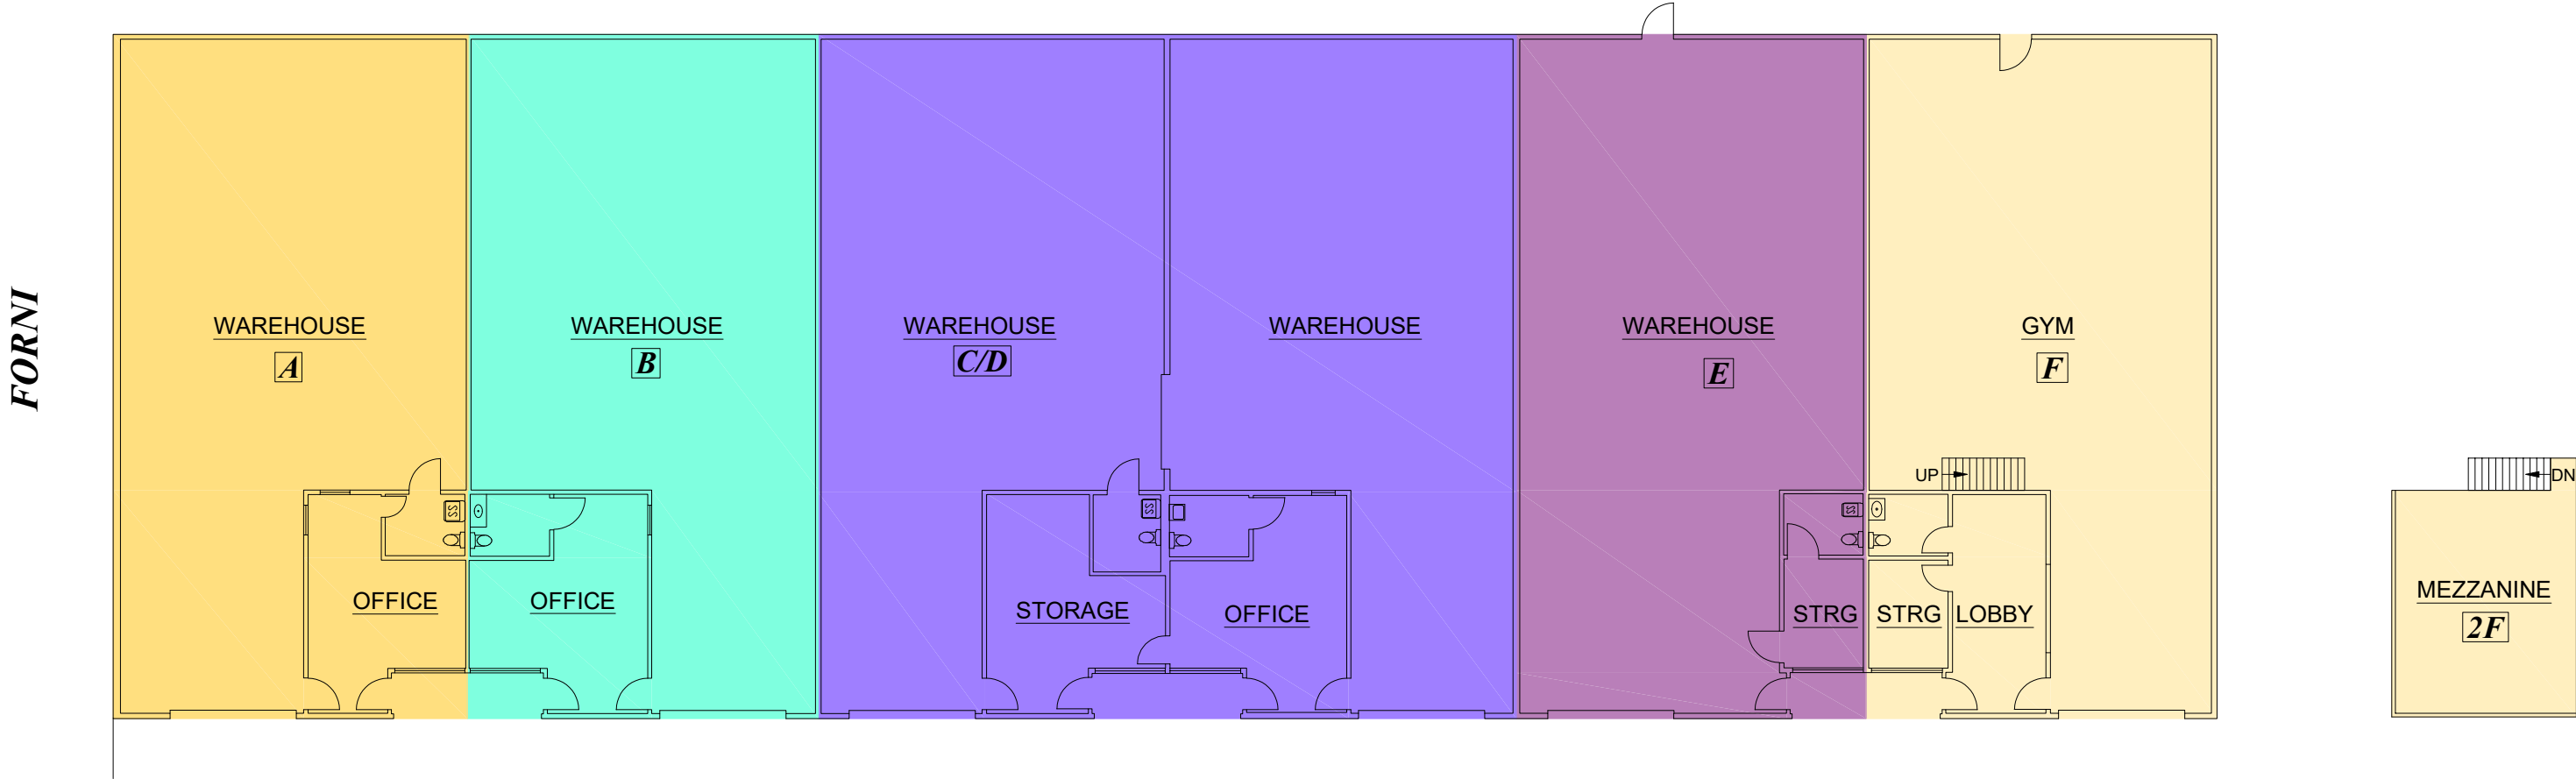 FORNI
WAREHOUSE
A
WAREHOUSE
B
WAREHOUSE
C/D
WAREHOUSE
WAREHOUSE
E
GYM
F
UP
DN
OFFICE
OFFICE
STORAGE
OFFICE
STRG
STRG
LOBBY
MEZZANINE
2F